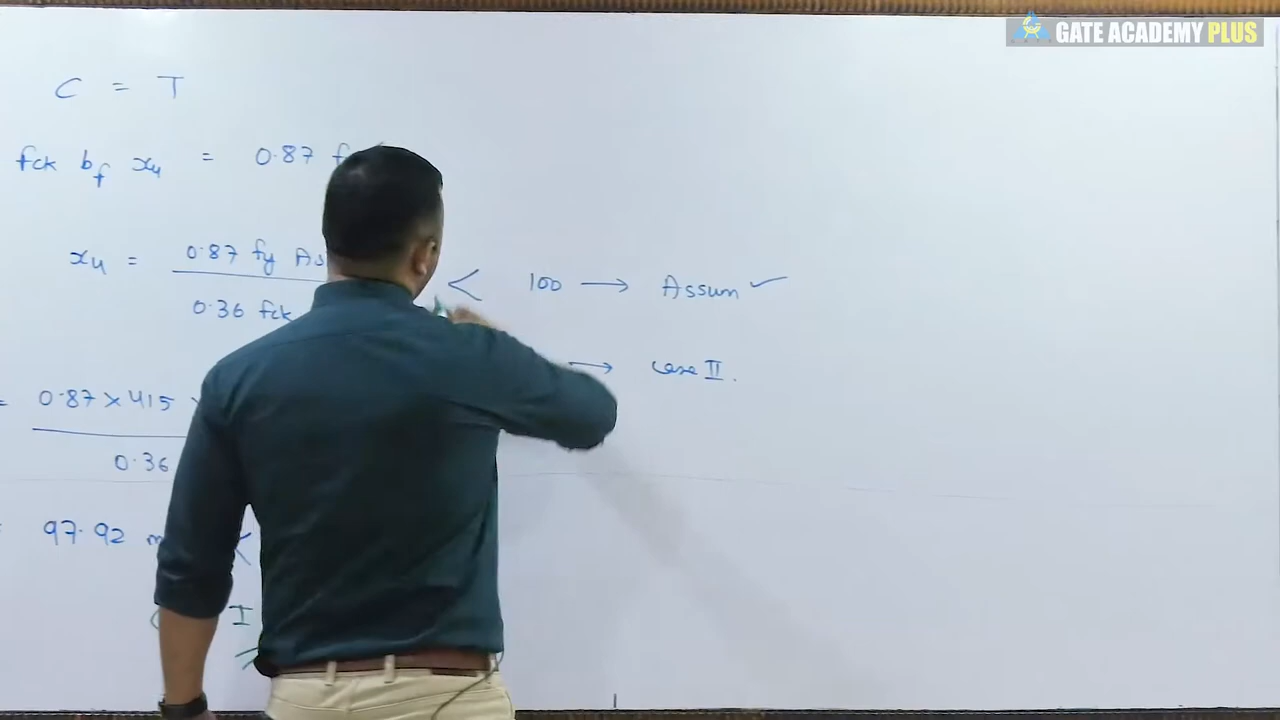 GATE ACADEMY PLUS
C = T
fck bf xu = 0.87 f
xu = 0.87 fy As < 100 → Assum ✓
0.36 fck
→ Case II.
= 0.87 × 415
0.36
97.92 <
I